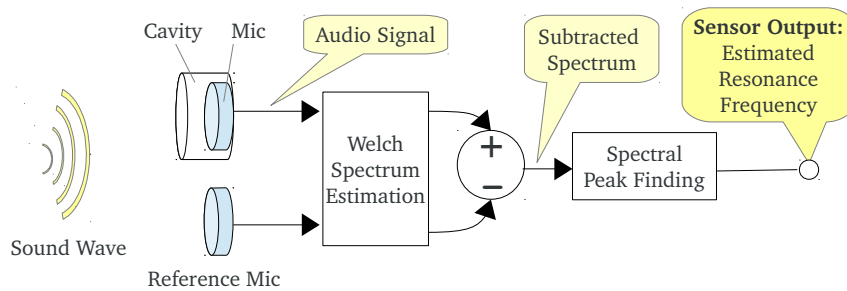 Cavity
Mic
Audio Signal
Subtracted
Spectrum
Sensor Output:
Estimated
Resonance
Frequency
Welch
Spectrum
Estimation
+
−
Spectral
Peak Finding
Sound Wave
Reference Mic